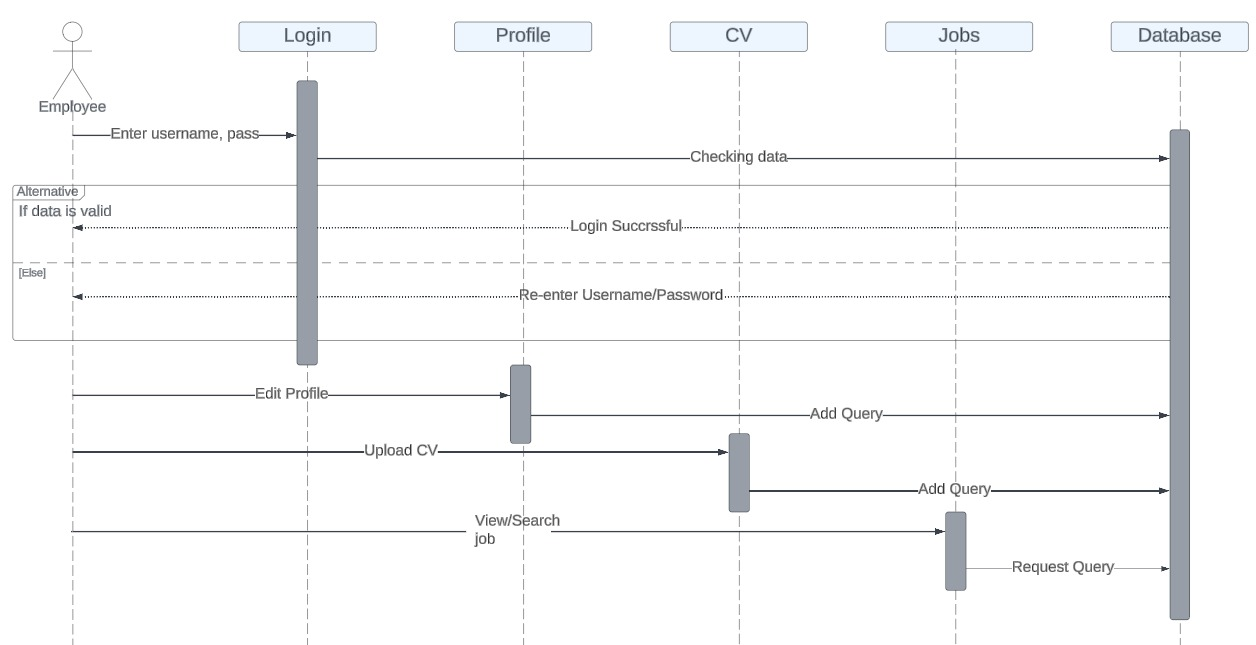 Login
Profile
CV
Jobs
Database
Employee
Enter username, pass
Checking data
Alternative
If data is valid
Login Succrssful
[Else]
Re-enter Username/Password
Edit Profile
Add Query
Upload CV
Add Query
View/Search
job
Request Query